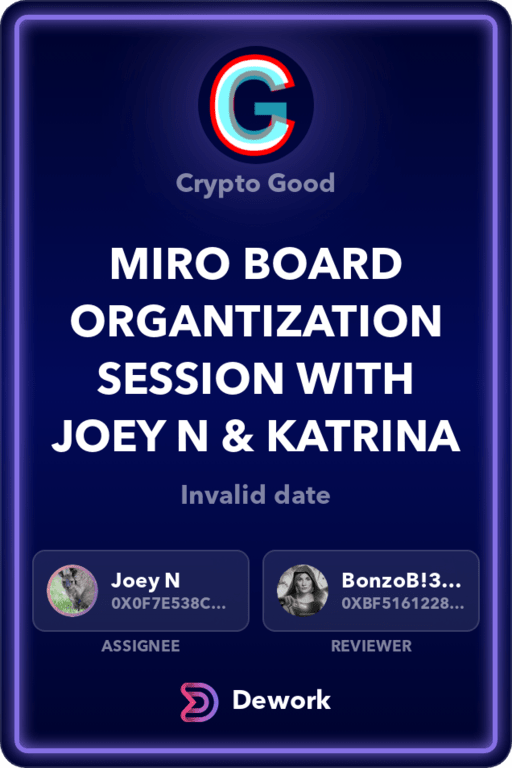 Crypto Good
MIRO BOARD
ORGANTIZATION
SESSION WITH
JOEY N & KATRINA
Invalid date
Joey N
0X0F7E538C...
ASSIGNEE
BonzoB!3...
0XBF5161228...
REVIEWER
Dework